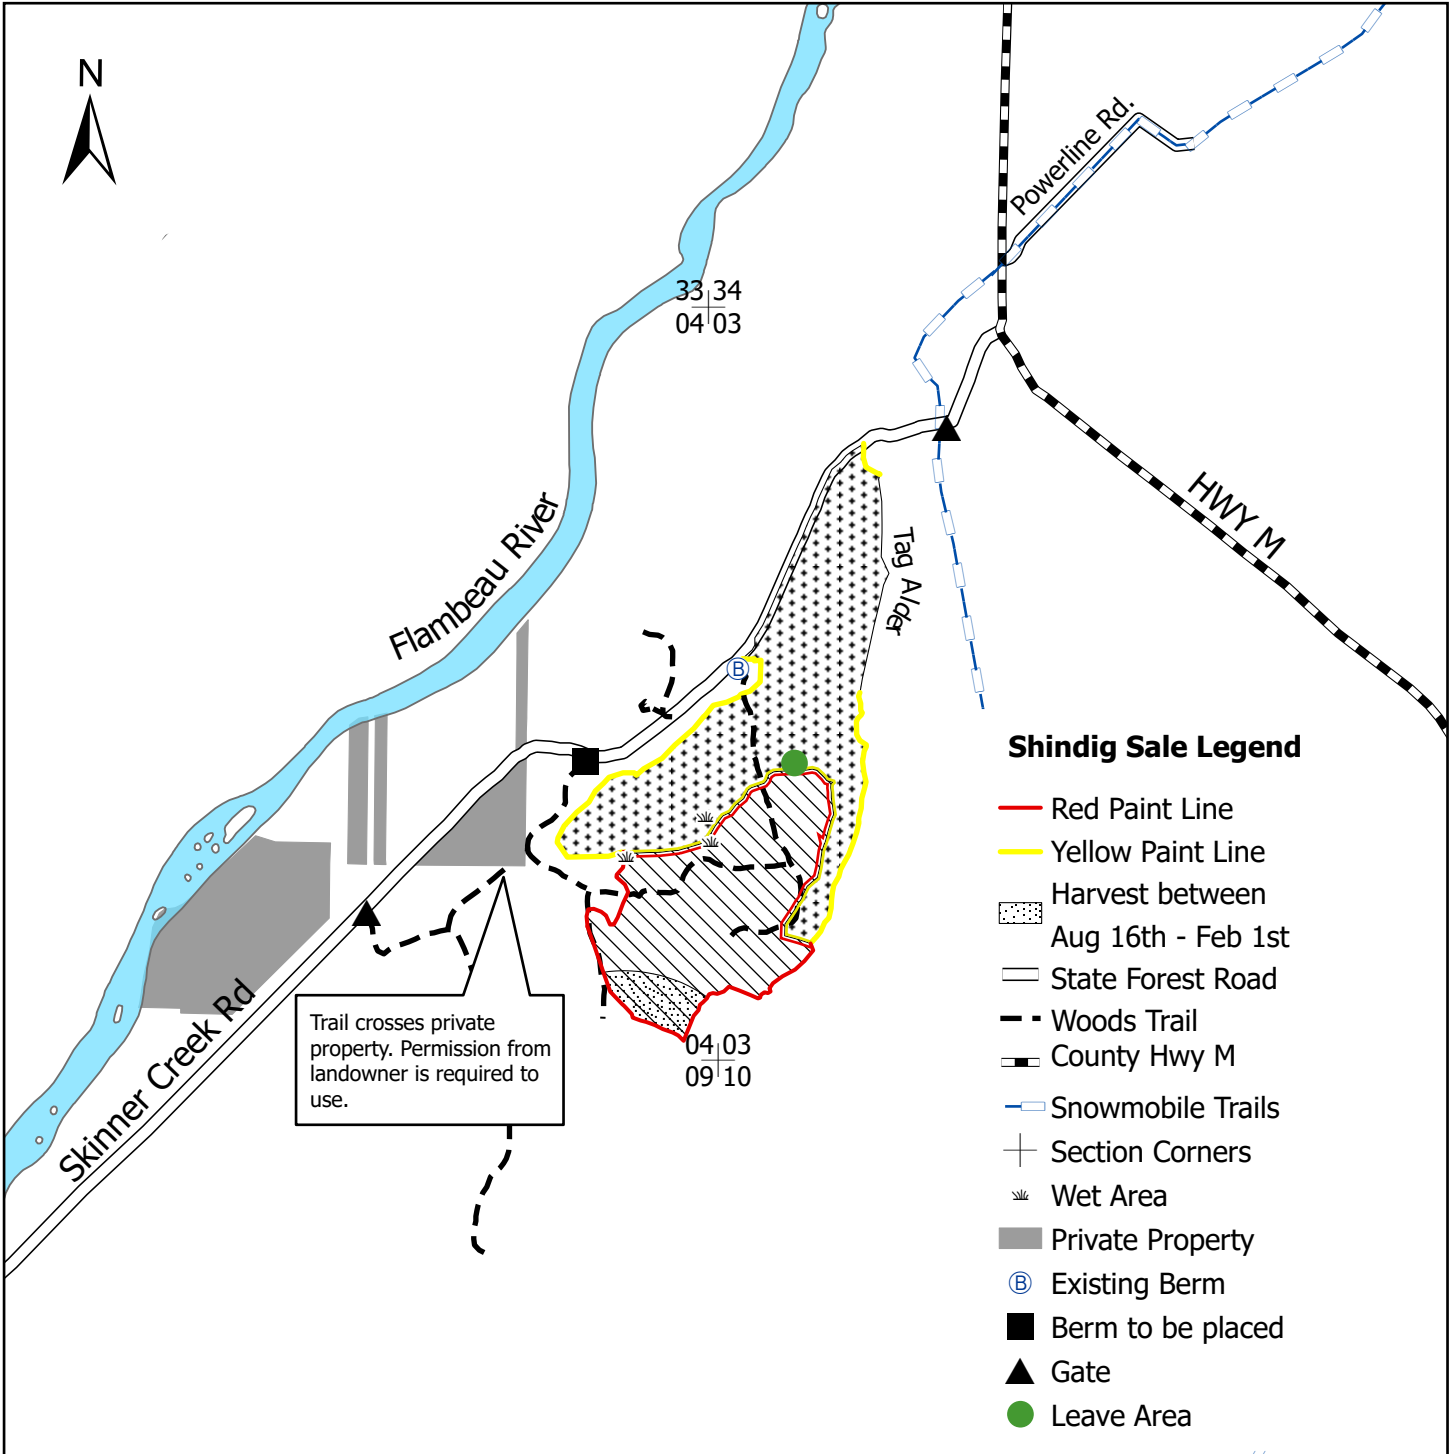 N
Powerline Rd.
33 34
04 03
HWY M
Flambeau River
Tag Alder
B
Skinner Creek Rd
Trail crosses private
property. Permission from
landowner is required to
use.
04 03
09 10
Shindig Sale Legend
Red Paint Line
Yellow Paint Line
Harvest between
Aug 16th - Feb 1st
State Forest Road
Woods Trail
County Hwy M
Snowmobile Trails
Section Corners
Wet Area
Private Property
B Existing Berm
Berm to be placed
Gate
Leave Area